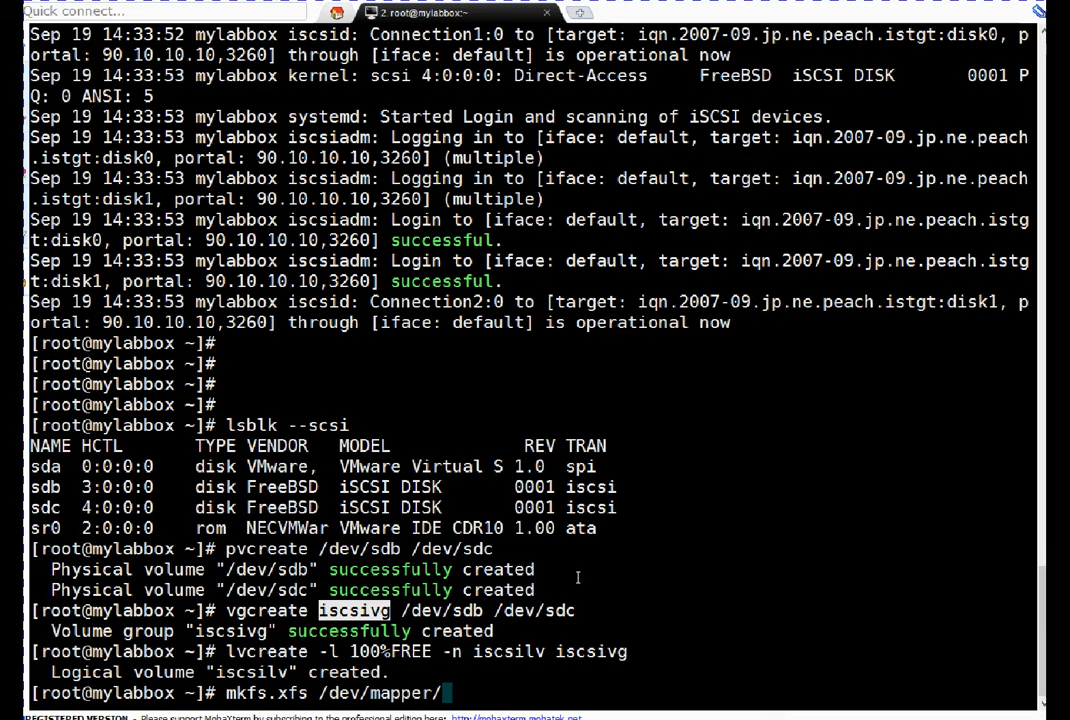 Quick connect...
2. root@mylabbox:~
Sep 19 14:33:52 mylabbox iscsid: Connection1:0 to [target: iqn.2007-09.jp.ne.peach.istgt:disk0, p
ortal: 90.10.10.10,3260] through [iface: default] is operational now
Sep 19 14:33:53 mylabbox kernel: scsi 4:0:0:0: Direct-Access     FreeBSD  iSCSI DISK       0001 P
Q: 0 ANSI: 5
Sep 19 14:33:53 mylabbox systemd: Started Login and scanning of iSCSI devices.
Sep 19 14:33:53 mylabbox iscsiadm: Logging in to [iface: default, target: iqn.2007-09.jp.ne.peach
.istgt:disk0, portal: 90.10.10.10,3260] (multiple)
Sep 19 14:33:53 mylabbox iscsiadm: Logging in to [iface: default, target: iqn.2007-09.jp.ne.peach
.istgt:disk1, portal: 90.10.10.10,3260] (multiple)
Sep 19 14:33:53 mylabbox iscsiadm: Login to [iface: default, target: iqn.2007-09.jp.ne.peach.istg
t:disk0, portal: 90.10.10.10,3260] successful.
Sep 19 14:33:53 mylabbox iscsiadm: Login to [iface: default, target: iqn.2007-09.jp.ne.peach.istg
t:disk1, portal: 90.10.10.10,3260] successful.
Sep 19 14:33:53 mylabbox iscsid: Connection2:0 to [target: iqn.2007-09.jp.ne.peach.istgt:disk1, p
ortal: 90.10.10.10,3260] through [iface: default] is operational now
[root@mylabbox ~]#
[root@mylabbox ~]#
[root@mylabbox ~]#
[root@mylabbox ~]#
[root@mylabbox ~]# lsblk --scsi
NAME HCTL       TYPE VENDOR   MODEL             REV TRAN
sda  0:0:0:0    disk VMware,  VMware Virtual S 1.0  spi
sdb  3:0:0:0    disk FreeBSD  iSCSI DISK       0001 iscsi
sdc  4:0:0:0    disk FreeBSD  iSCSI DISK       0001 iscsi
sr0  2:0:0:0    rom  NECVMWar VMware IDE CDR10 1.00 ata
[root@mylabbox ~]# pvcreate /dev/sdb /dev/sdc
  Physical volume "/dev/sdb" successfully created
  Physical volume "/dev/sdc" successfully created
[root@mylabbox ~]# vgcreate iscsivg /dev/sdb /dev/sdc
  Volume group "iscsivg" successfully created
[root@mylabbox ~]# lvcreate -l 100%FREE -n iscsilv iscsivg
  Logical volume "iscsilv" created.
[root@mylabbox ~]# mkfs.xfs /dev/mapper/
REGISTERED VERSION - Please support MobaXterm by subscribing to the professional edition here: http://mobaxterm.mobatek.net